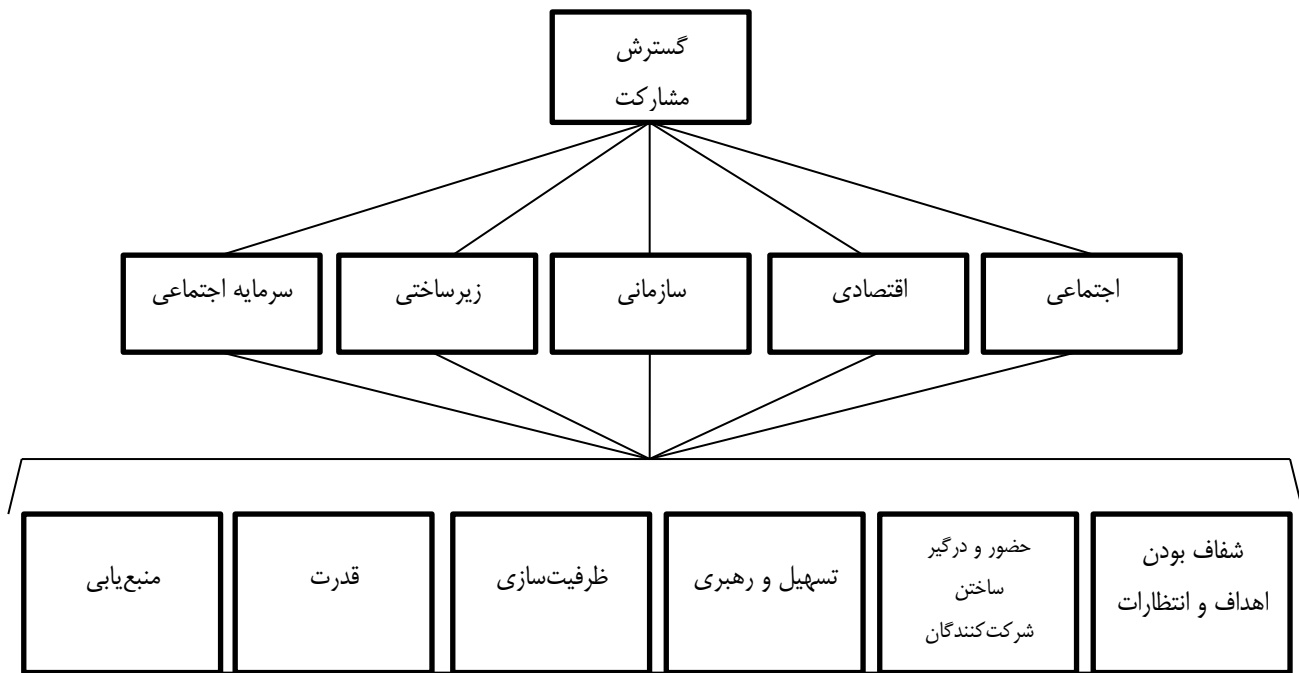 گسترش
مشارکت
اجتماعی
اقتصادی
سازمانی
زیرساختی
سرمایه اجتماعی
شفاف بودن
اهداف و انتظارات
حضور و درگیر
ساختن
شرکت‌کنندگان
تسهیل و رهبری
ظرفیت‌سازی
قدرت
منبع‌یابی